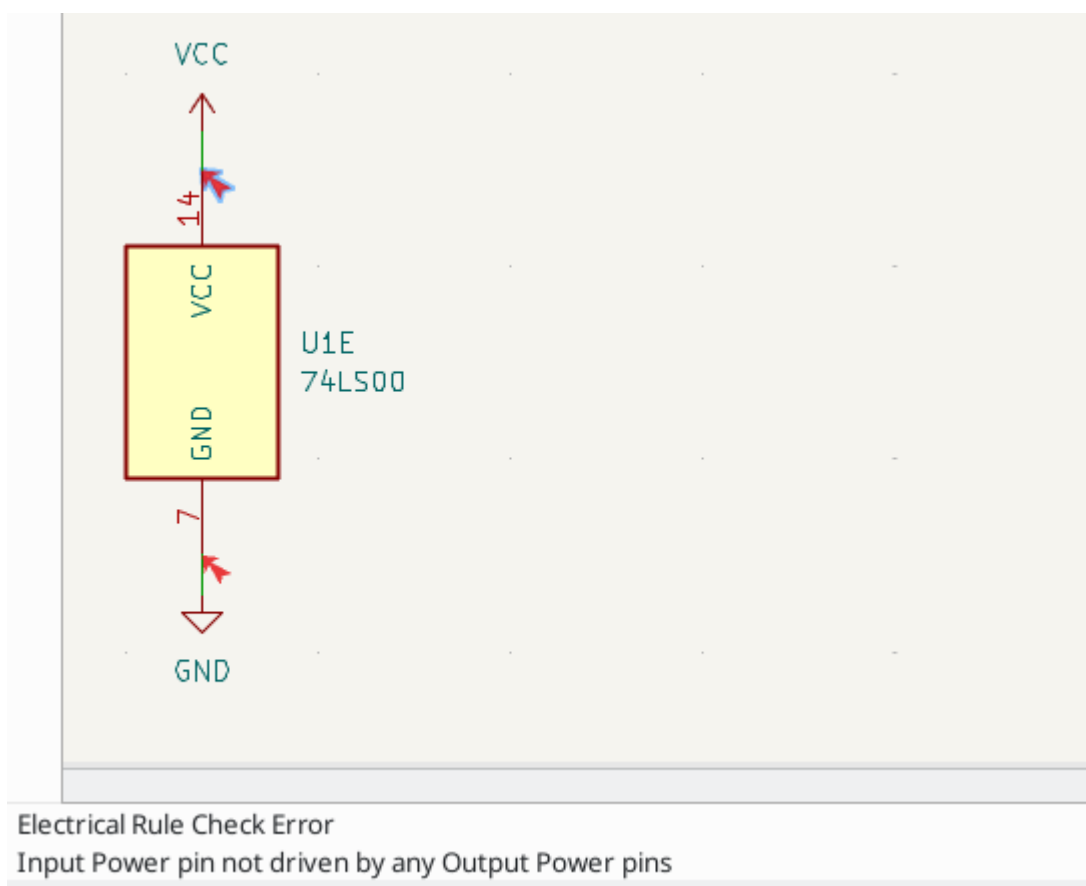 VCC
14
VCC
U1E
74LS00
GND
7
GND
Electrical Rule Check Error
Input Power pin not driven by any Output Power pins